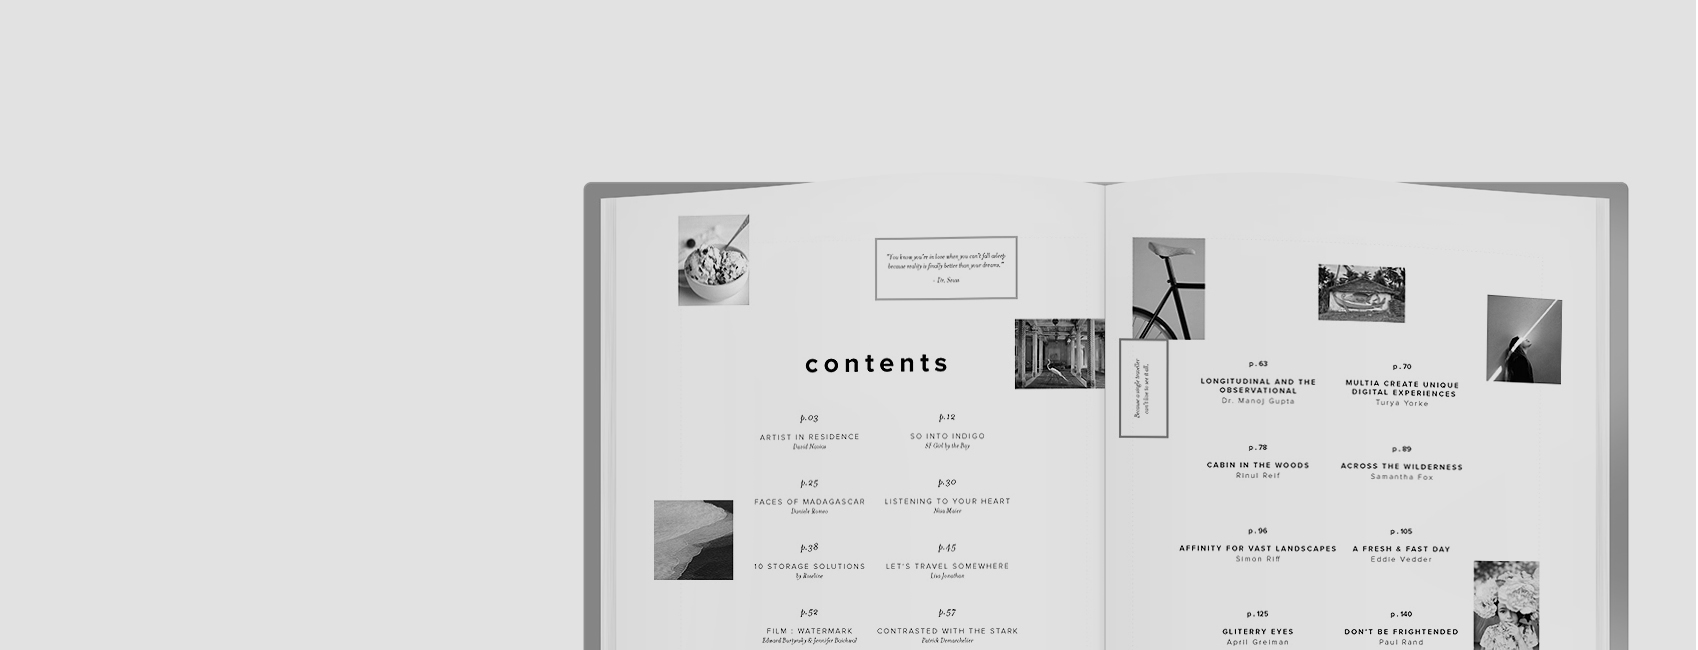 "You know you're in love when you can't fall asleep
because reality is finally better than your dreams."
- Dr. Seuss
contents
p.03
ARTIST IN RESIDENCE
p.12
SO INTO INDIGO
SF Girl by the Bay
p.25
FACES OF MADAGASCAR
Daniele Romeo
p.30
LISTENING TO YOUR HEART
Nina Maier
p.38
10 STORAGE SOLUTIONS
by Roseline
p.45
LET'S TRAVEL SOMEWHERE
Lisa Jonathan
p.52
FILM : WATERMARK
Edward Burtynsky & Jennifer Baichwal
p.57
CONTRASTED WITH THE STARK
Patrick Demarchelier
Because a single traveller
can't hope to see it all.
p.63
LONGITUDINAL AND THE
OBSERVATIONAL
Dr. Manoj Gupta
p.70
MULTIA CREATE UNIQUE
DIGITAL EXPERIENCES
Turya Yorke
p.78
CABIN IN THE WOODS
Rinul Reif
p.89
ACROSS THE WILDERNESS
Samantha Fox
p.96
AFFINITY FOR VAST LANDSCAPES
Simon Riff
p.105
A FRESH & FAST DAY
Eddie Vedder
p.125
GLITERRY EYES
April Greiman
p.140
DON'T BE FRIGHTENDED
Paul Rand